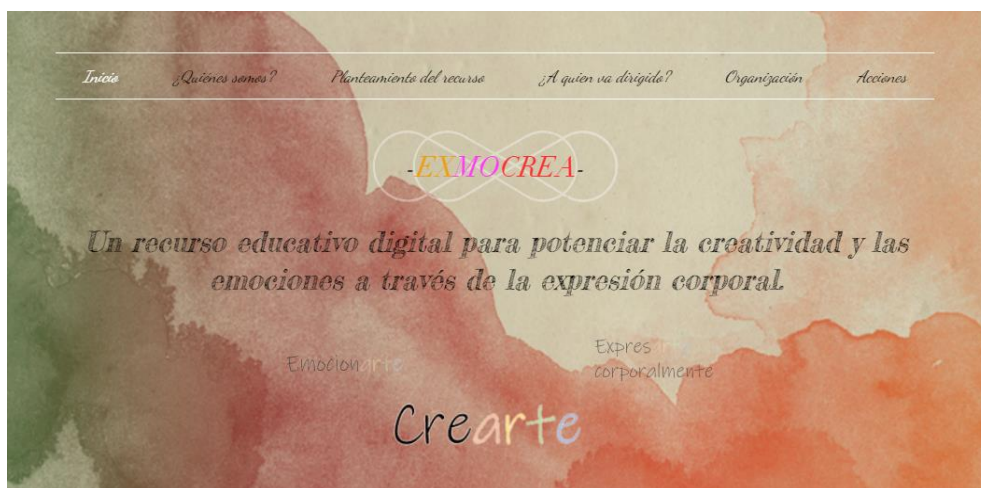 Inicio ¿Quiénes somos? Planteamiento del recurso ¿A quien va dirigido? Organización Acciones
-EXMOCREA-
Un recurso educativo digital para potenciar la creatividad y las
emociones a través de la expresión corporal.
Emocionarte
Expresarte
corporalmente
Crearte